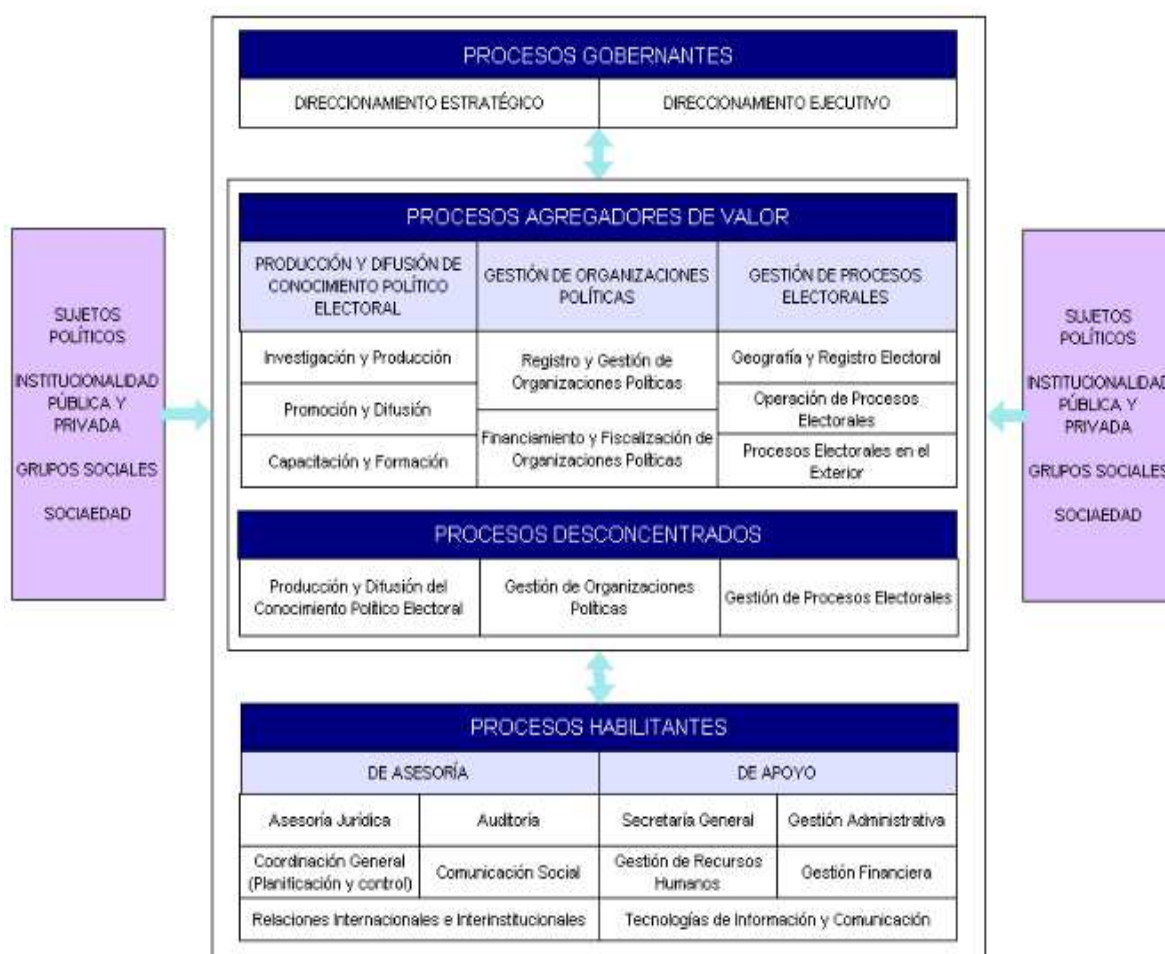 PROCESOS GOBERNANTES
DIRECCIONAMIENTO ESTRATÉGICO
DIRECCIONAMIENTO EJECUTIVO
SUJETOS
POLÍTICOS
INSTITUCIONALIDAD
PÚBLICA Y
PRIVADA
GRUPOS SOCIALES
SOCIAEDAD
PROCESOS AGREGADORES DE VALOR
PRODUCCIÓN Y DIFUSIÓN DE
CONOCIMIENTO POLÍTICO
ELECTORAL
Investigación y Producción
Promoción y Difusión
Capacitación y Formación
GESTIÓN DE ORGANIZACIONES
POLÍTICAS
Registro y Gestión de
Organizaciones Políticas
Financiamiento y Fiscalización de
Organizaciones Políticas
GESTIÓN DE PROCESOS
ELECTORALES
Geografía y Registro Electoral
Operación de Procesos
Electorales
Procesos Electorales en el
Exterior
PROCESOS DESCONCENTRADOS
Producción y Difusión del
Conocimiento Político Electoral
Gestión de Organizaciones
Políticas
Gestión de Procesos Electorales
SUJETOS
POLÍTICOS
INSTITUCIONALIDAD
PÚBLICA Y
PRIVADA
GRUPOS SOCIALES
SOCIAEDAD
PROCESOS HABILITANTES
DE ASESORÍA
DE APOYO
Asesoría Jurídica
Auditoría
Secretaría General
Gestión Administrativa
Coordinación General
(Planificación y control)
Comunicación Social
Gestión de Recursos
Humanos
Gestión Financiera
Relaciones Internacionales e Interinstitucionales
Tecnologías de Información y Comunicación